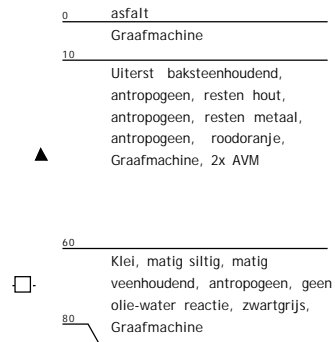 0 asfalt
Graafmachine
10
Uiterst baksteenhoudend,
antropogeen, resten hout,
antropogeen, resten metaal,
antropogeen, roodoranje,
Graafmachine, 2x AVM
60
Klei, matig siltig, matig
veenhoudend, antropogeen, geen
olie-water reactie, zwartgrijs,
80 Graafmachine